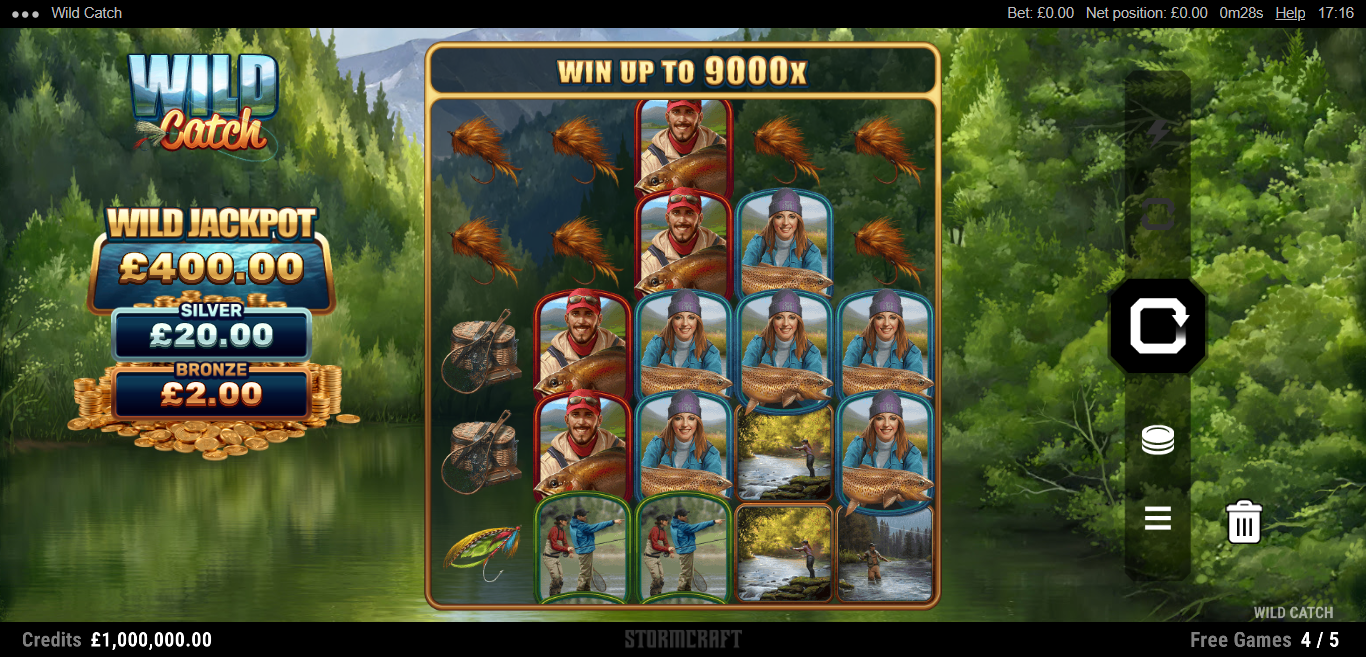 Wild Catch
Bet: £0.00 Net position: £0.00 0m28s Help 17:16
WILD
Catch
WIN UP TO 9000X
WILD JACKPOT
£400.00
SILVER
£20.00
BRONZE
£2.00
WILD CATCH
Credits £1,000,000.00
STORMCRAFT
Free Games 4 / 5